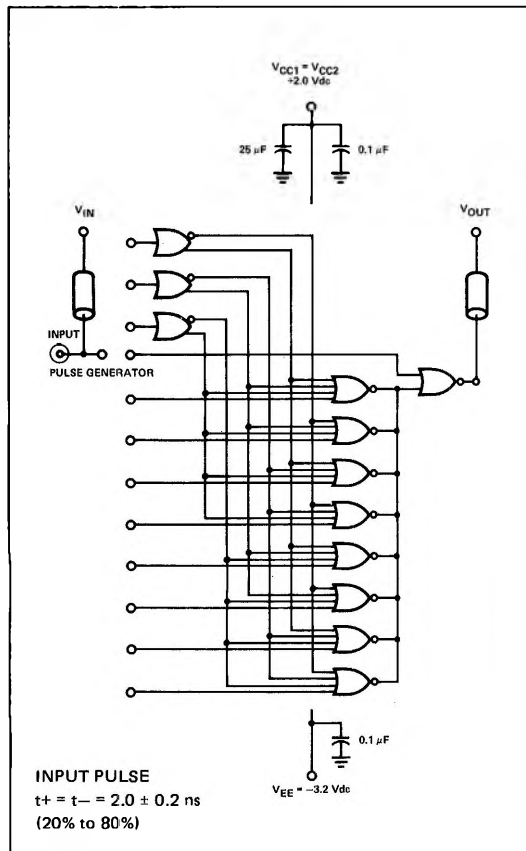 VCC1 = VCC2
+2.0 Vdc
25 µF
0.1 µF
VIN
VOUT
INPUT
PULSE GENERATOR
0.1 µF
VEE = −3.2 Vdc
INPUT PULSE
t+ = t− = 2.0 ± 0.2 ns
(20% to 80%)